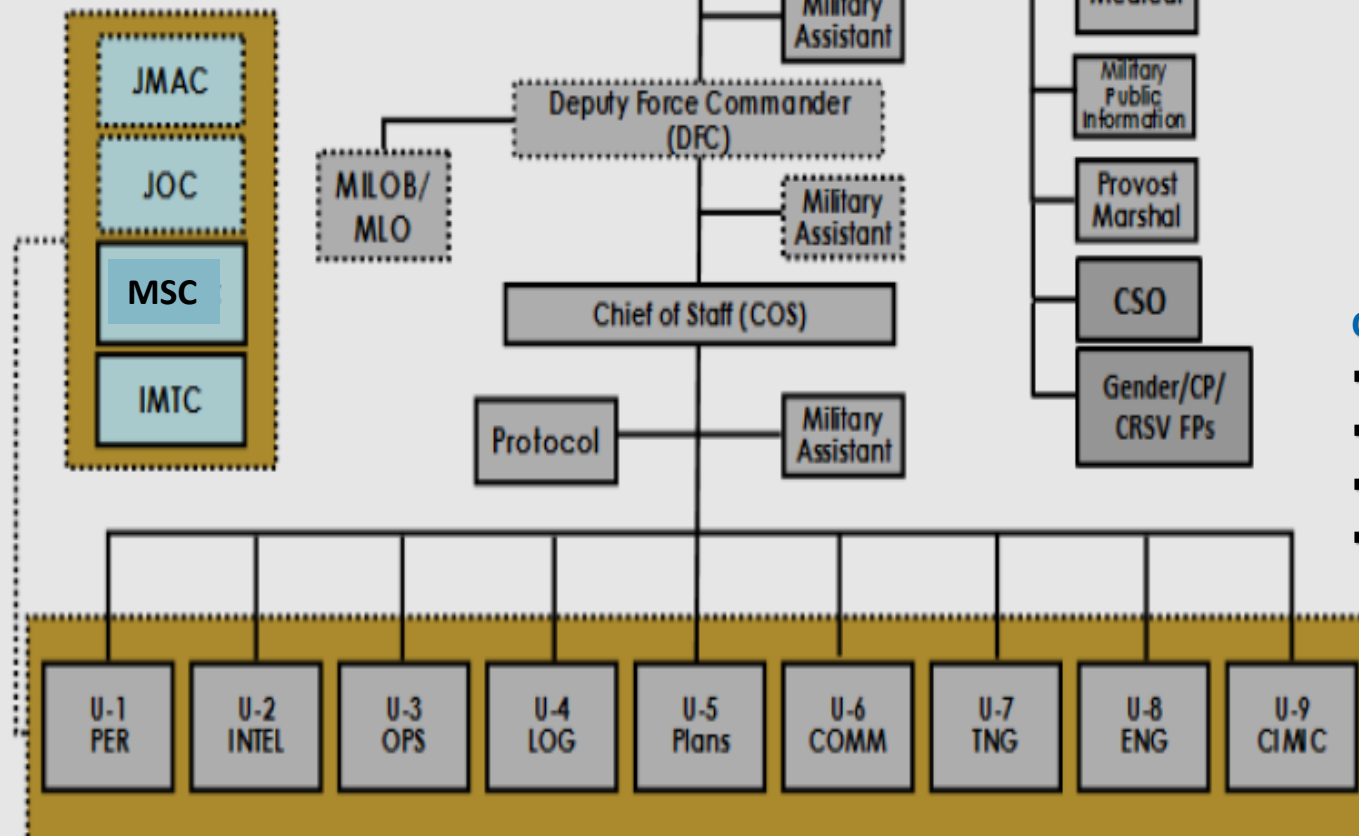 Military
Assistant
Medical
JMAC
Deputy Force Commander
(DFC)
Military
Public
Information
JOC
MILOB/
MLO
Military
Assistant
Provost
Marshal
MSC
Chief of Staff (COS)
CSO
IMTC
Protocol
Military
Assistant
Gender/CP/
CRSV FPs
U-1
PER
U-2
INTEL
U-3
OPS
U-4
LOG
U-5
Plans
U-6
COMM
U-7
TNG
U-8
ENG
U-9
CIMIC